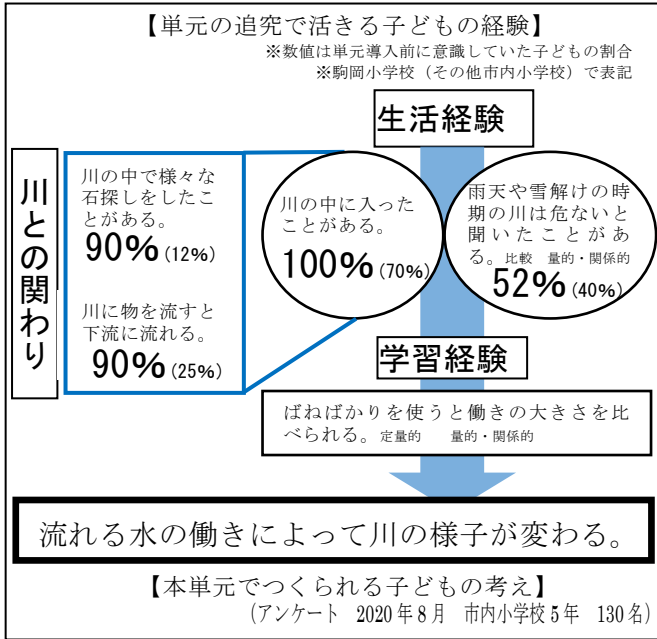 【単元の追究で活きる子どもの経験】
※数値は単元導入前に意識していた子どもの割合
※駒岡小学校（その他市内小学校）で表記
生活経験
川との関わり
川の中で様々な
石探しをしたこ
とがある。
90%(12%)
川に物を流すと
下流に流れる。
90%(25%)
川の中に入った
ことがある。
100%(70%)
雨天や雪解けの時
期の川は危ないと
聞いたことがあ
る。比較 量的・関係的
52%(40%)
学習経験
ばねばかりを使うと働きの大きさを比
べられる。定量的 量的・関係的
流れる水の働きによって川の様子が変わる。
【本単元でつくられる子どもの考え】
(アンケート 2020年8月 市内小学校5年 130名)